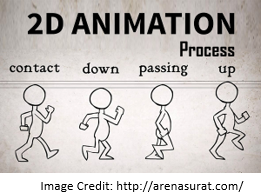 2D ANIMATION
Process
contact down passing up
Image Credit: http://arenasurat.com/